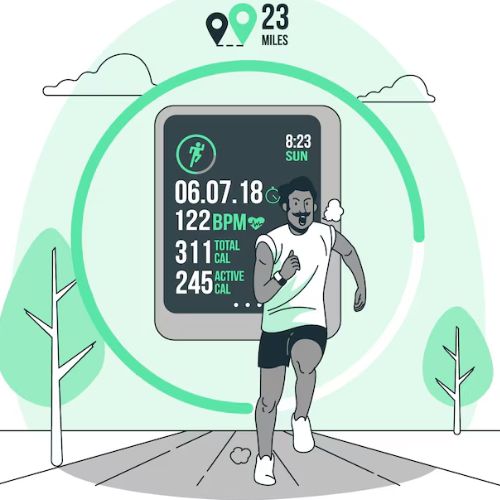 23
MILES
8:23
SUN
06.07.18
122 BPM
311 TOTAL
CAL
245 ACTIVE
CAL